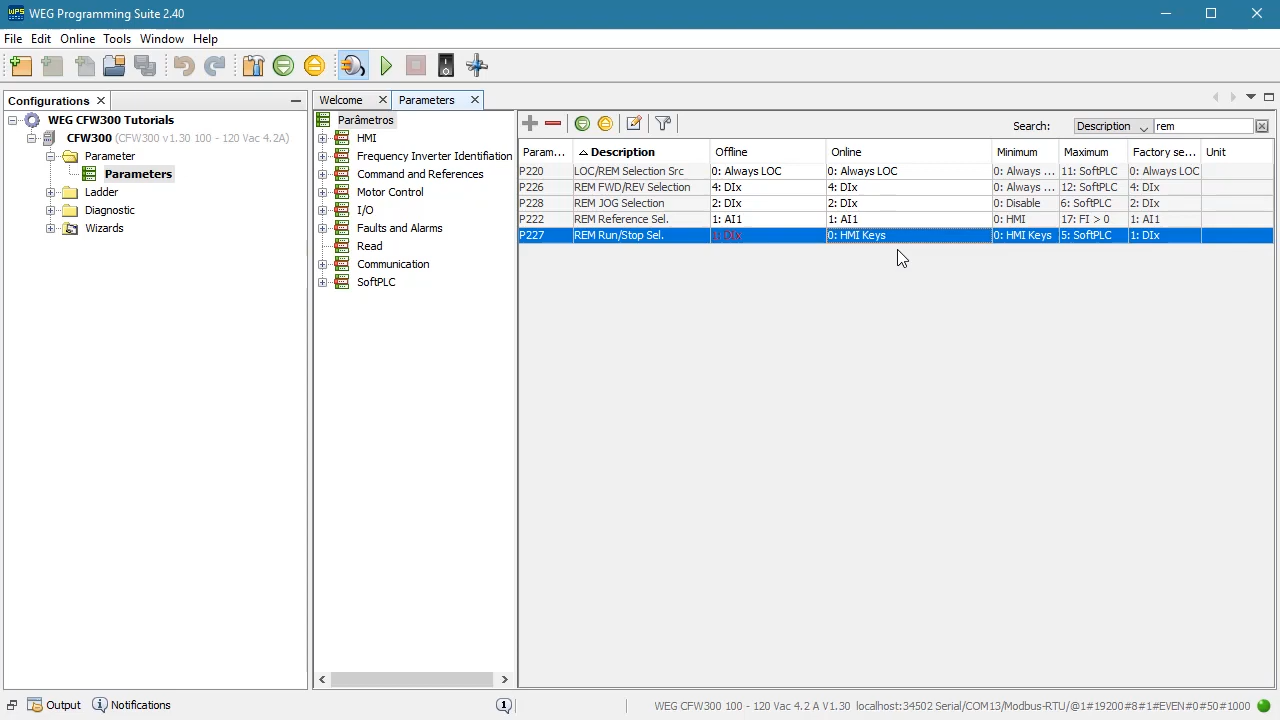 WPS WEG Programming Suite 2.40
File Edit Online Tools Window Help
Configurations
WEG CFW300 Tutorials
CFW300 (CFW300 v1.30 100 - 120 Vac 4.2A)
Parameter
Parameters
Ladder
Diagnostic
Wizards
Welcome Parameters
Parâmetros
HMI
Frequency Inverter Identifiation
Command and References
Motor Control
I/O
Faults and Alarms
Read
Communication
SoftPLC
Search: Description rem
Param... Description Offline Online Minimum Maximum Factory se... Unit
P220 LOC/REM Selection Src 0: Always LOC 0: Always LOC 0: Always ... 11: SoftPLC 0: Always LOC
P226 REM FWD/REV Selection 4: DIx 4: DIx 0: Always ... 12: SoftPLC 4: DIx
P228 REM JOG Selection 2: DIx 2: DIx 0: Disable 6: SoftPLC 2: DIx
P222 REM Reference Sel. 1: AI1 1: AI1 0: HMI 17: FI > 0 1: AI1
P227 REM Run/Stop Sel. 1: DIx 0: HMI Keys 0: HMI Keys 5: SoftPLC 1: DIx
Output Notifications
WEG CFW300 100 - 120 Vac 4.2 A V1.30 localhost:34502 Serial/COM13/Modbus-RTU/@1#19200#8#1#EVEN#0#50#1000